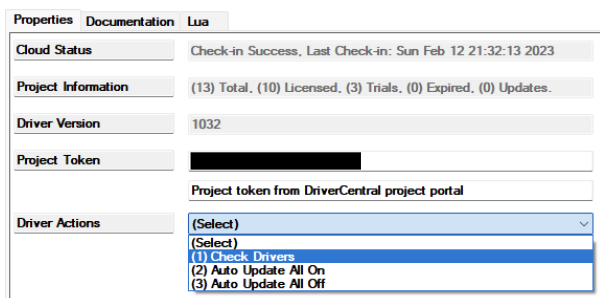 Properties Documentation Lua
Cloud Status Check-in Success, Last Check-in: Sun Feb 12 21:32:13 2023
Project Information (13) Total, (10) Licensed, (3) Trials, (0) Expired, (0) Updates.
Driver Version 1032
Project Token
Project token from DriverCentral project portal
Driver Actions (Select)
(Select)
(1) Check Drivers
(2) Auto Update All On
(3) Auto Update All Off